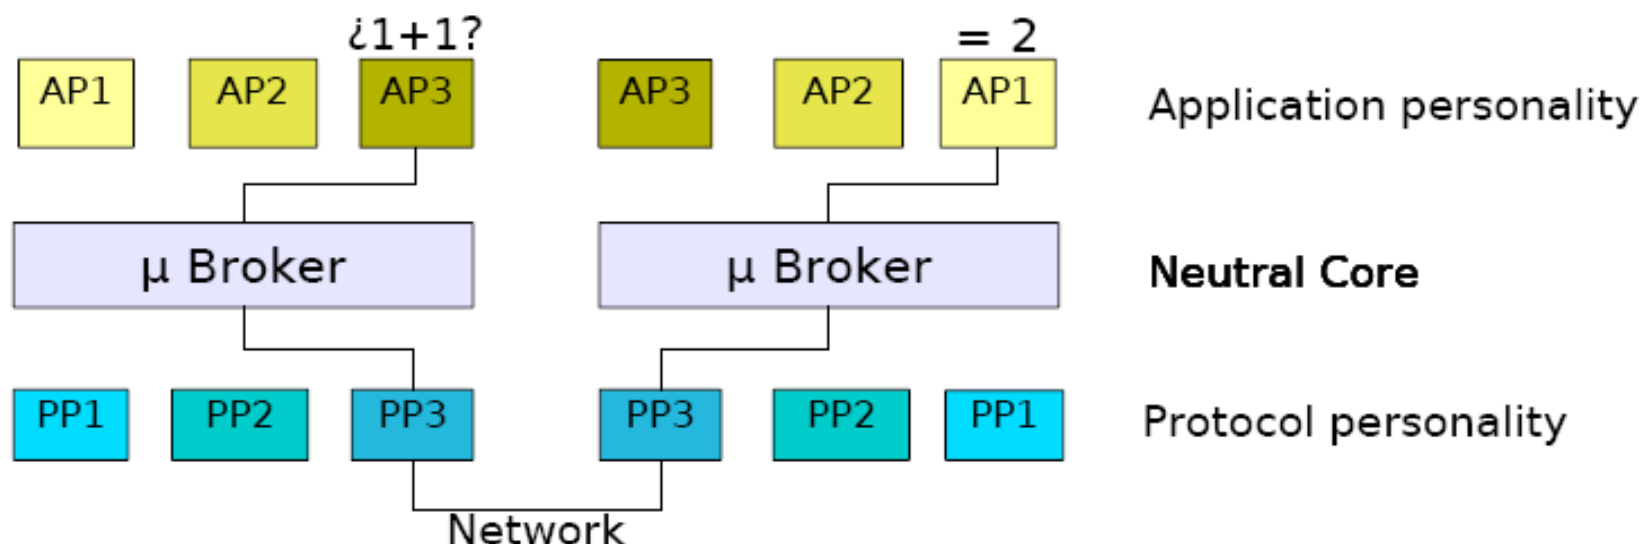 ¿1+1?
= 2
AP1 AP2 AP3 AP3 AP2 AP1 Application personality
µ Broker µ Broker Neutral Core
PP1 PP2 PP3 PP3 PP2 PP1 Protocol personality
Network